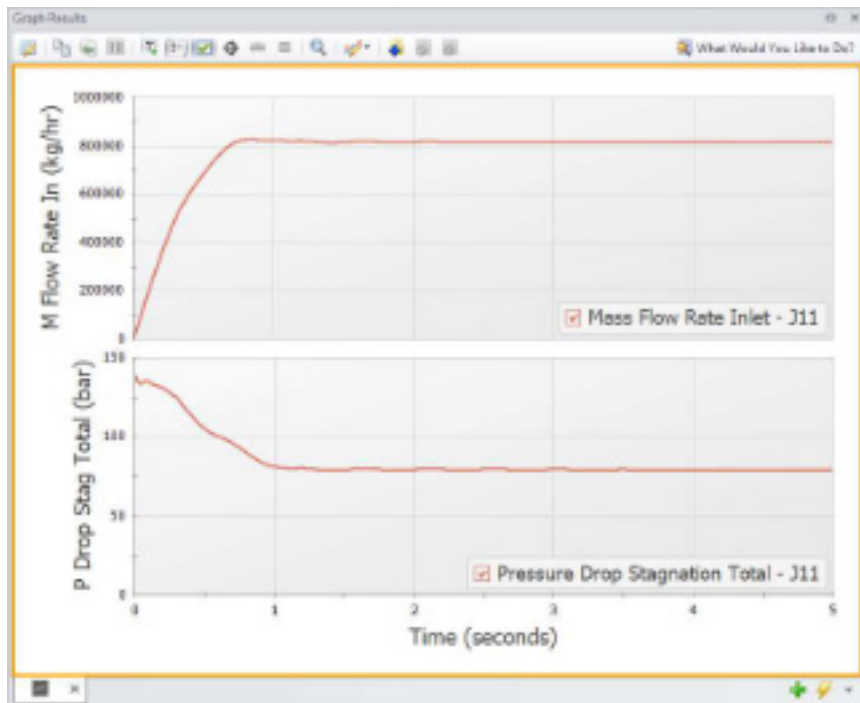 Graph Results
What Would You Like to Do?
M Flow Rate In (kg/hr)
1000000
800000
600000
400000
200000
0
Mass Flow Rate Inlet - J11
P Drop Stag Total (bar)
150
100
50
0
Pressure Drop Stagnation Total - J11
0 1 2 3 4 5
Time (seconds)